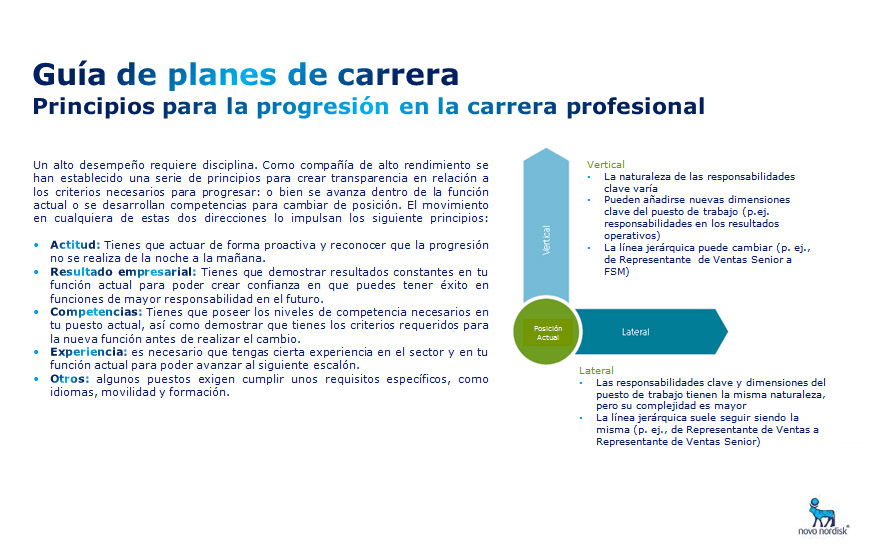 Guía de planes de carrera
Principios para la progresión en la carrera profesional
Un alto desempeño requiere disciplina. Como compañía de alto rendimiento se
han establecido una serie de principios para crear transparencia en relación a
los criterios necesarios para progresar: o bien se avanza dentro de la función
actual o se desarrollan competencias para cambiar de posición. El movimiento
en cualquiera de estas dos direcciones lo impulsan los siguiente principios:
• Actitud: Tienes que actuar de forma proactiva y reconocer que la progresión
no se realiza de la noche a la mañana.
• Resultado empresarial: Tienes que demostrar resultados constantes en tu
función actual para poder crear confianza en que puedes tener éxito en
funciones de mayor responsabilidad en el futuro.
• Competencias: Tienes que poseer los niveles de competencia necesarios en
tu puesto actual, así como demostrar que tienes los criterios requeridos para
la nueva función antes de realizar el cambio.
• Experiencia: es necesario que tengas cierta experiencia en el sector y en tu
función actual para poder avanzar al siguiente escalón.
• Otros: algunos puestos exigen cumplir unos requisitos específicos, como
idiomas, movilidad y formación.
Vertical
Posición
Actual
Lateral
Vertical
• La naturaleza de las responsabilidades
clave varía
• Pueden añadirse nuevas dimensiones
clave del puesto de trabajo (p.ej.
responsabilidades en los resultados
operativos)
• La línea jerárquica puede cambiar (p. ej.,
de Representante de Ventas Senior a
FSM)
Lateral
• Las responsabilidades clave y dimensiones del
puesto de trabajo tienen la misma naturaleza,
pero su complejidad es mayor
• La línea jerárquica suele seguir siendo la
misma (p. ej., de Representante de Ventas a
Representante de Ventas Senior)
novo nordisk®